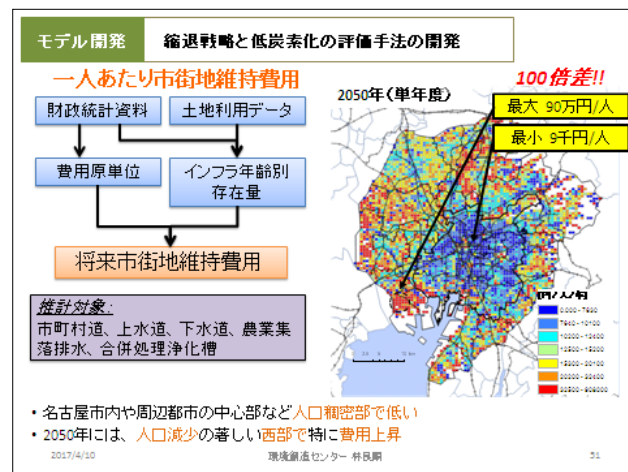 モデル開発
縮退戦略と低炭素化の評価手法の開発
一人あたり市街地維持費用
財政統計資料
土地利用データ
費用原単位
インフラ年齢別
存在量
将来市街地維持費用
推計対象:
市町村道、上水道、下水道、農業集
落排水、合併処理浄化槽
2050年(単年度)
100倍差!!
最大 90万円/人
最小 9千円/人
・名古屋市内や周辺都市の中心部など人口稠密部で低い
・2050年には、人口減少の著しい西部で特に費用上昇
2017/4/10
環境創造センター 林良嗣
51